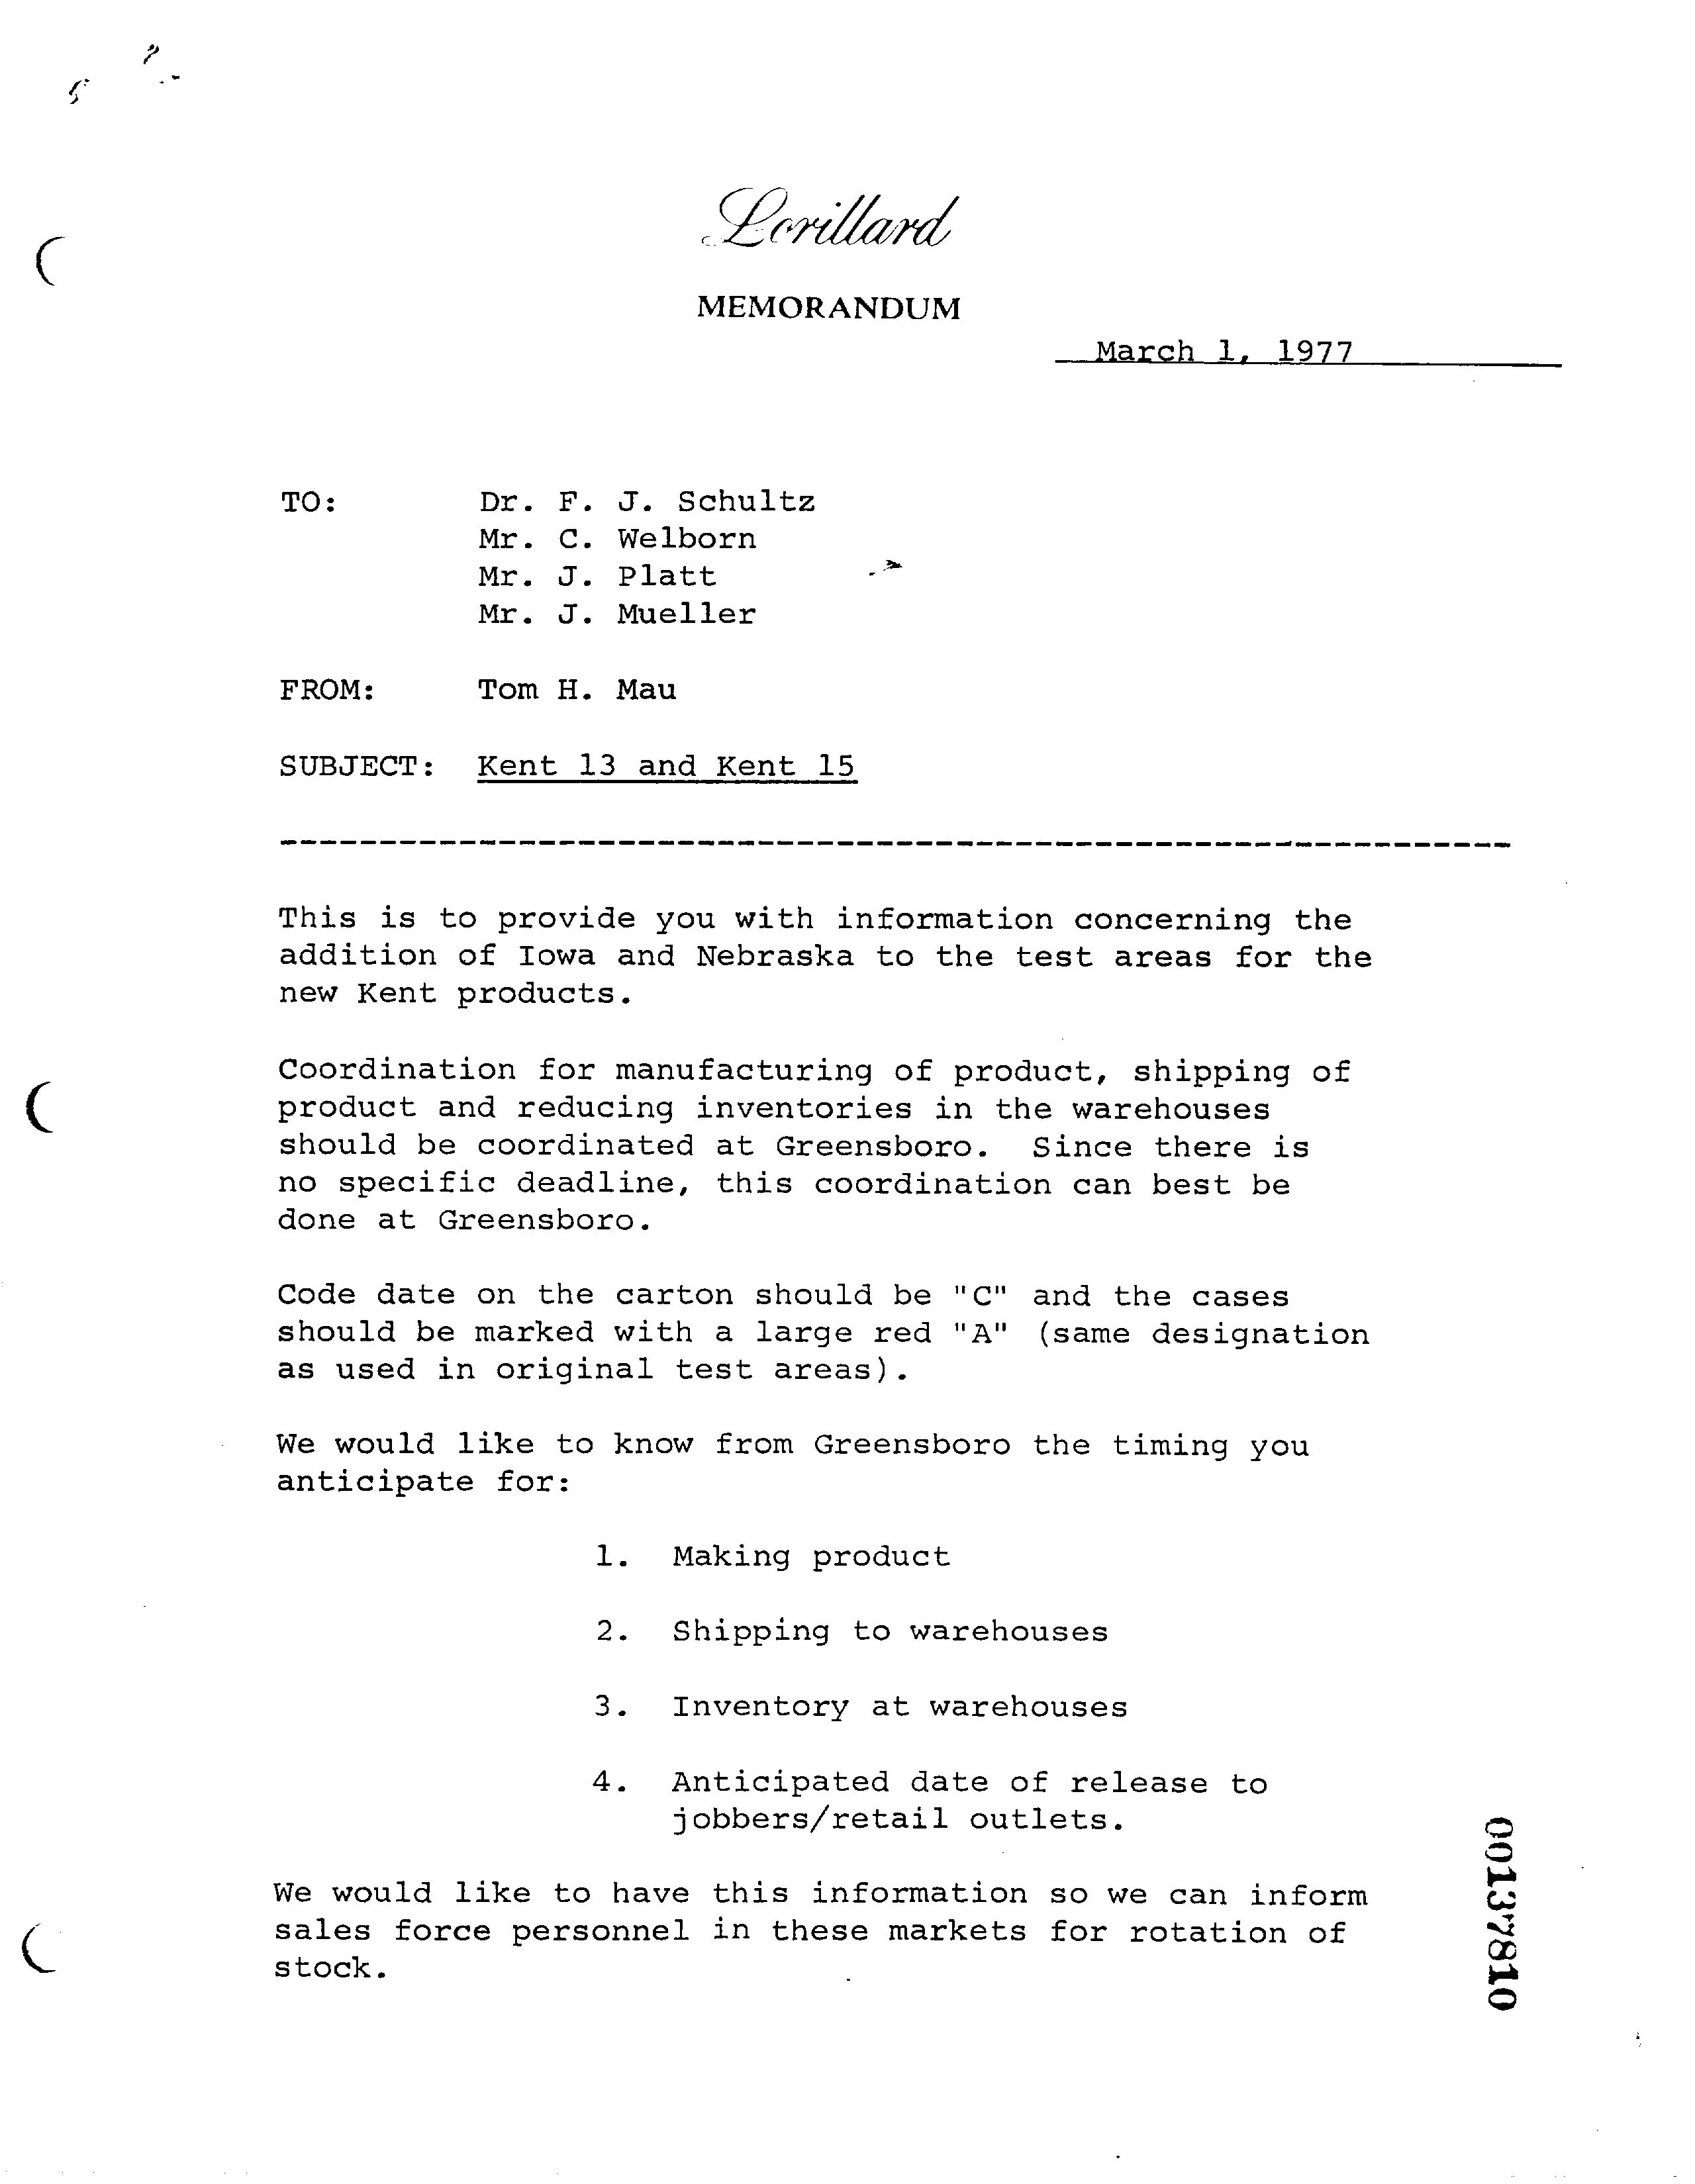 Lorillard
MEMORANDUM
March 1, 1977
TO: Dr. F. J. Schultz
Mr. C. Welborn
Mr. J. Platt
Mr. J. Mueller
FROM: Tom H. Mau
SUBJECT: Kent 13 and Kent 15
This is to provide you with information concerning the
addition of Iowa and Nebraska to the test areas for the
new Kent products.
Coordination for manufacturing of product, shipping of
product and reducing inventories in the warehouses
should be coordinated at Greensboro. Since there is
no specific deadline, this coordination can best be
done at Greensboro.
Code date on the carton should be "C" and the cases
should be marked with a large red "A" (same designation
as used in original test areas).
We would like to know from Greensboro the timing you
anticipate for:
1. Making product
2. Shipping to warehouses
3. Inventory at warehouses
4. Anticipated date of release to
jobbers/retail outlets.
We would like to have this information so we can inform
sales force personnel in these markets for rotation of
stock.
00137810